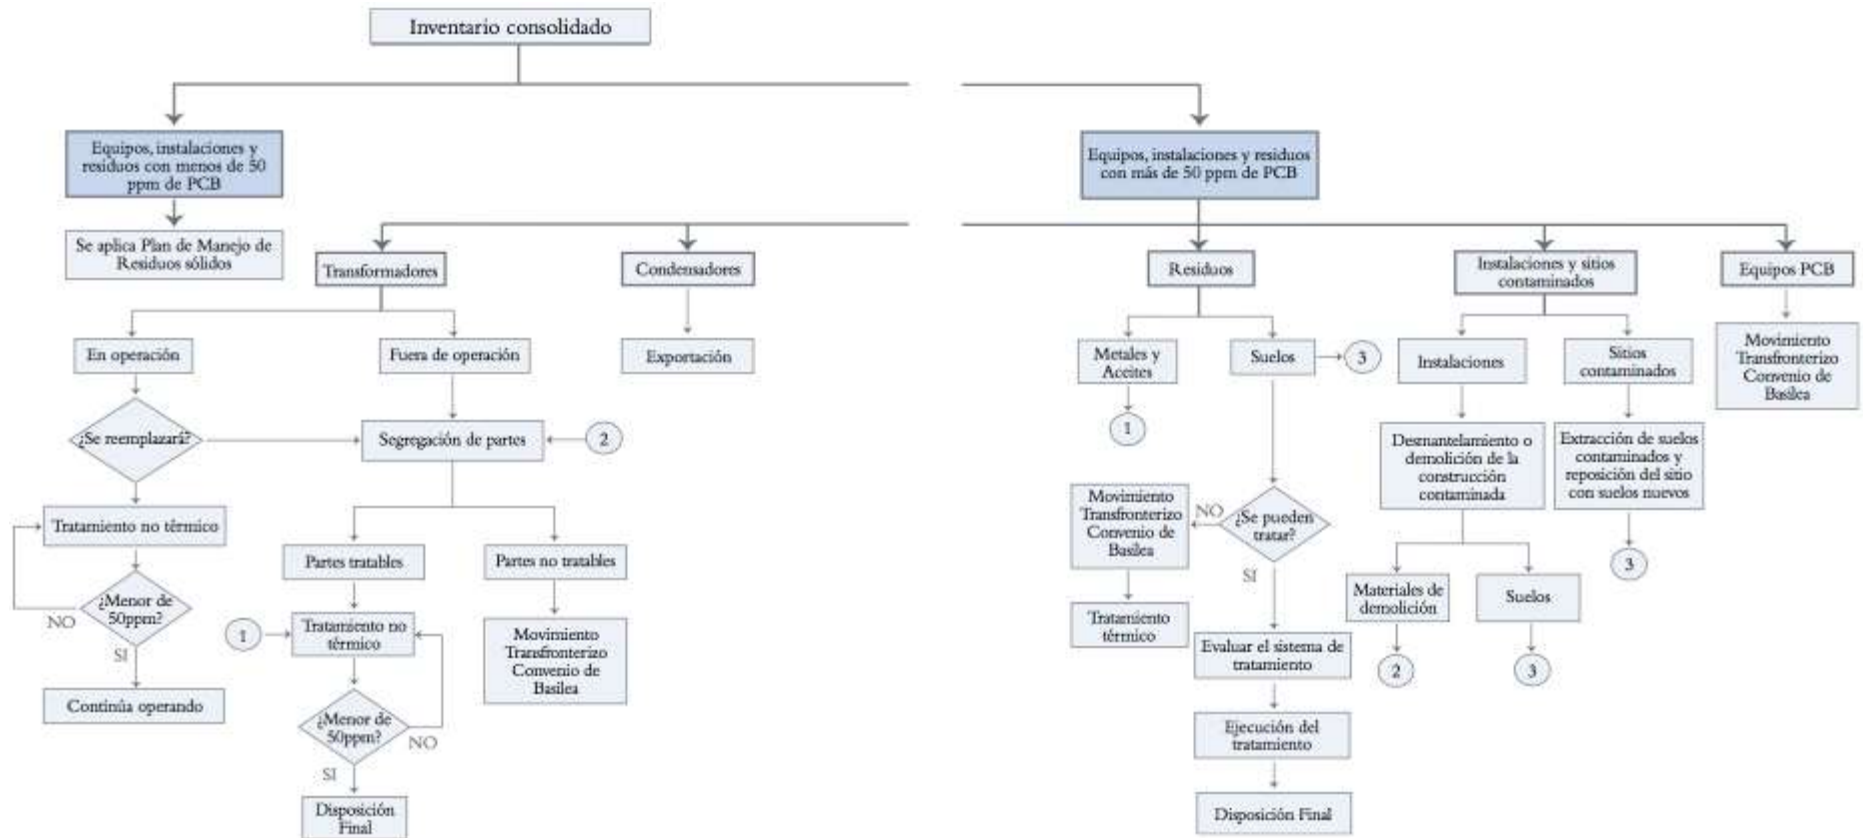 Inventario consolidado
Equipos, instalaciones y
residuos con menos de 50
ppm de PCB
Equipos, instalaciones y residuos
con más de 50 ppm de PCB
Se aplica Plan de Manejo de
Residuos sólidos
Transformadores
Condensadores
Residuos
Instalaciones y sitios
contaminados
Equipos PCB
En operación
Fuera de operación
Exportación
Metales y
Aceites
Suelos
3
Instalaciones
Sitios
contaminados
Movimiento
Transfronterizo
Convenio de
Basilea
1
¿Se reemplazará?
Segregación de partes
2
Desmantelamiento o
demolición de la
construcción
contaminada
Extracción de suelos
contaminados y
reposición del sitio
con suelos nuevos
Tratamiento no térmico
Movimiento
Transfronterizo
Convenio de
Basilea
NO
¿Se pueden
tratar?
SI
3
Partes tratables
Partes no tratables
¿Menor de
50ppm?
NO
SI
Materiales de
demolición
Suelos
1
Tratamiento no
térmico
Movimiento
Transfronterizo
Convenio de
Basilea
Tratamiento
térmico
Evaluar el sistema de
tratamiento
2
3
Continúa operando
¿Menor de
50ppm?
NO
SI
Ejecución del
tratamiento
Disposición
Final
Disposición Final